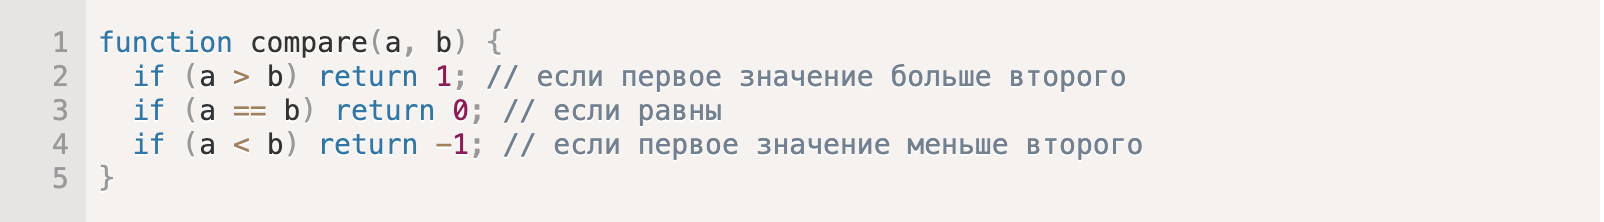 1 function compare(a, b) {
2   if (a > b) return 1; // если первое значение больше второго
3   if (a == b) return 0; // если равны
4   if (a < b) return -1; // если первое значение меньше второго
5 }